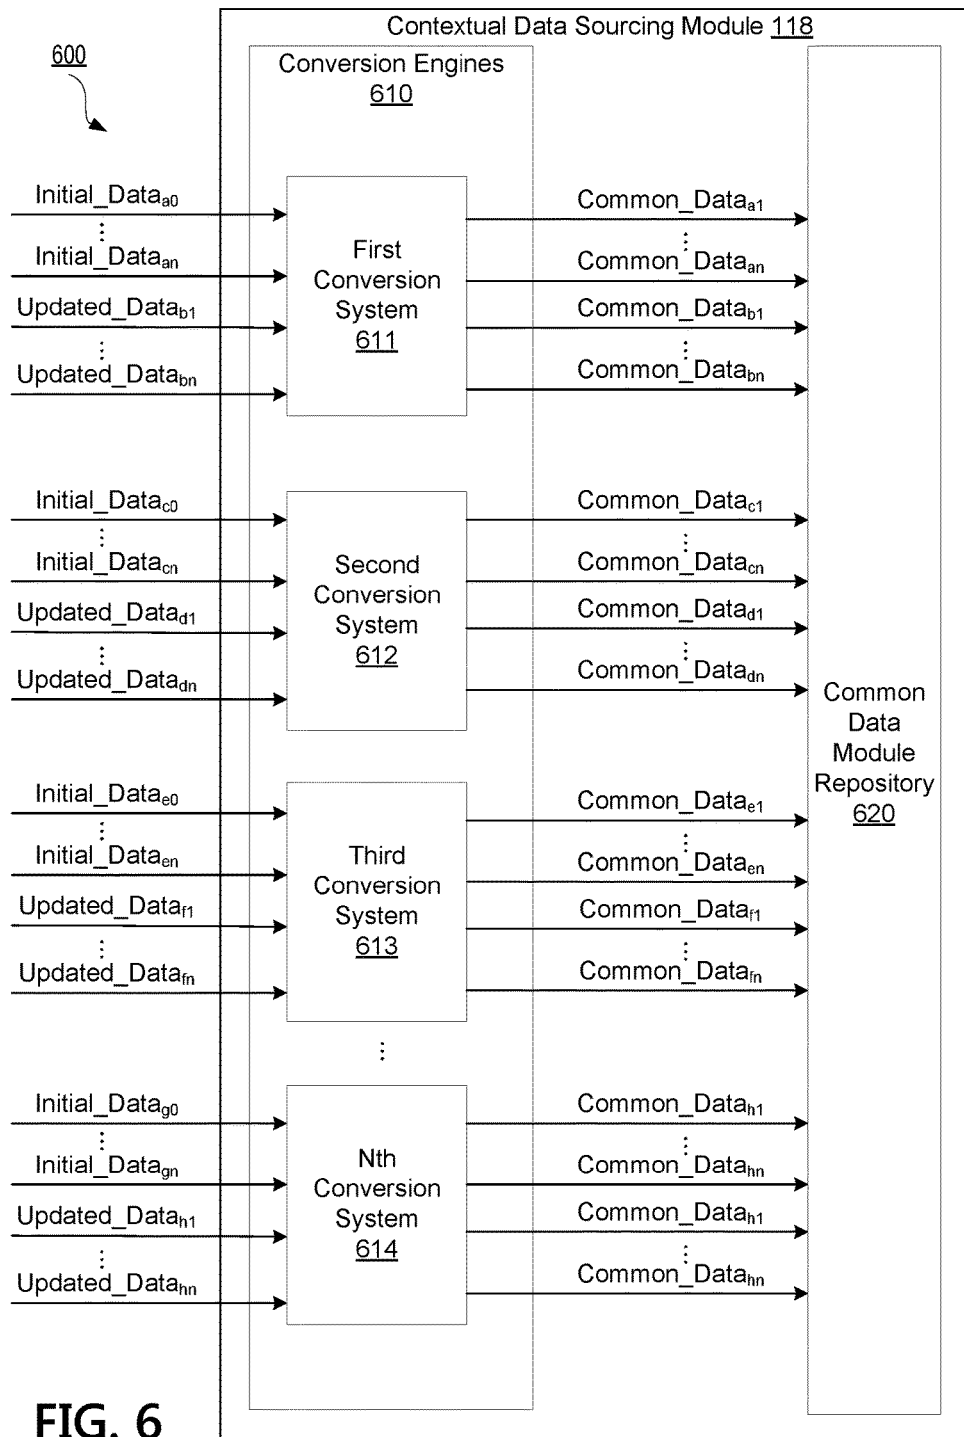 Contextual Data Sourcing Module 118
600
Conversion Engines
610
Initial_Dataa0
⋮
Initial_Dataan
Updated_Datab1
⋮
Updated_Databn
First
Conversion
System
611
Common_Dataa1
⋮
Common_Dataan
Common_Datab1
⋮
Common_Databn
Initial_Datac0
⋮
Initial_Datacn
Updated_Datad1
⋮
Updated_Datadn
Second
Conversion
System
612
Common_Datac1
⋮
Common_Datacn
Common_Datad1
⋮
Common_Datadn
Common
Data
Module
Repository
620
Initial_Datae0
⋮
Initial_Dataen
Updated_Dataf1
⋮
Updated_Datafn
Third
Conversion
System
613
Common_Datae1
⋮
Common_Dataen
Common_Dataf1
⋮
Common_Datafn
⋮
Initial_Datag0
⋮
Initial_Datagn
Updated_Datah1
⋮
Updated_Datahn
Nth
Conversion
System
614
Common_Datah1
⋮
Common_Datahn
Common_Datah1
⋮
Common_Datahn
FIG. 6